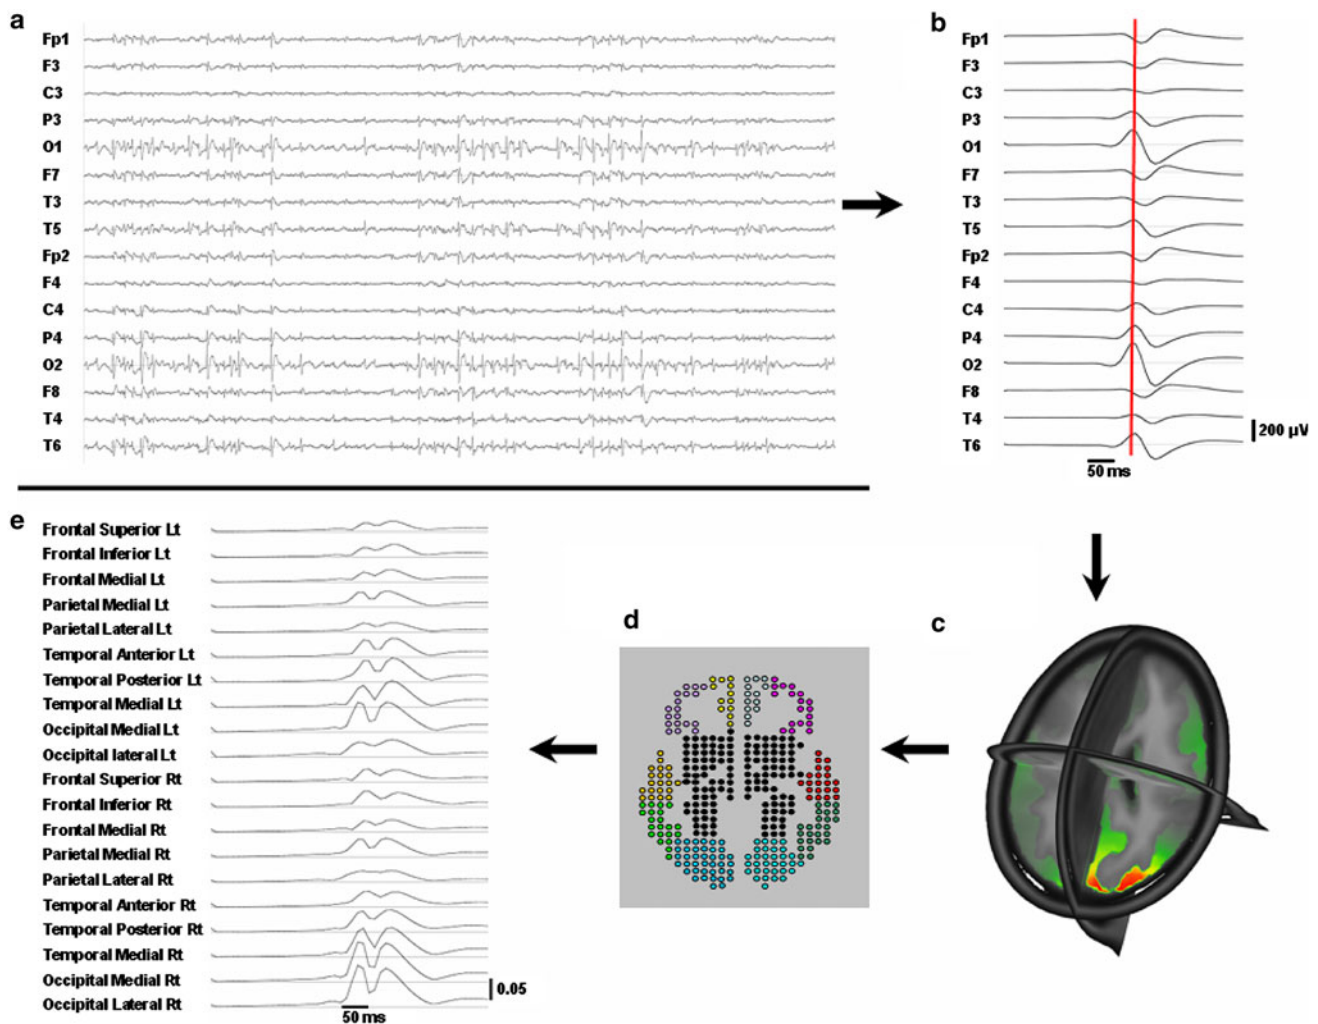 a
Fp1
F3
C3
P3
O1
F7
T3
T5
Fp2
F4
C4
P4
O2
F8
T4
T6
b
Fp1
F3
C3
P3
O1
F7
T3
T5
Fp2
F4
C4
P4
O2
F8
T4
T6
200 µV
50 ms
c
d
e
Frontal Superior Lt
Frontal Inferior Lt
Frontal Medial Lt
Parietal Medial Lt
Parietal Lateral Lt
Temporal Anterior Lt
Temporal Posterior Lt
Temporal Medial Lt
Occipital Medial Lt
Occipital lateral Lt
Frontal Superior Rt
Frontal Inferior Rt
Frontal Medial Rt
Parietal Medial Rt
Parietal Lateral Rt
Temporal Anterior Rt
Temporal Posterior Rt
Temporal Medial Rt
Occipital Medial Rt
Occipital Lateral Rt
0.05
50 ms